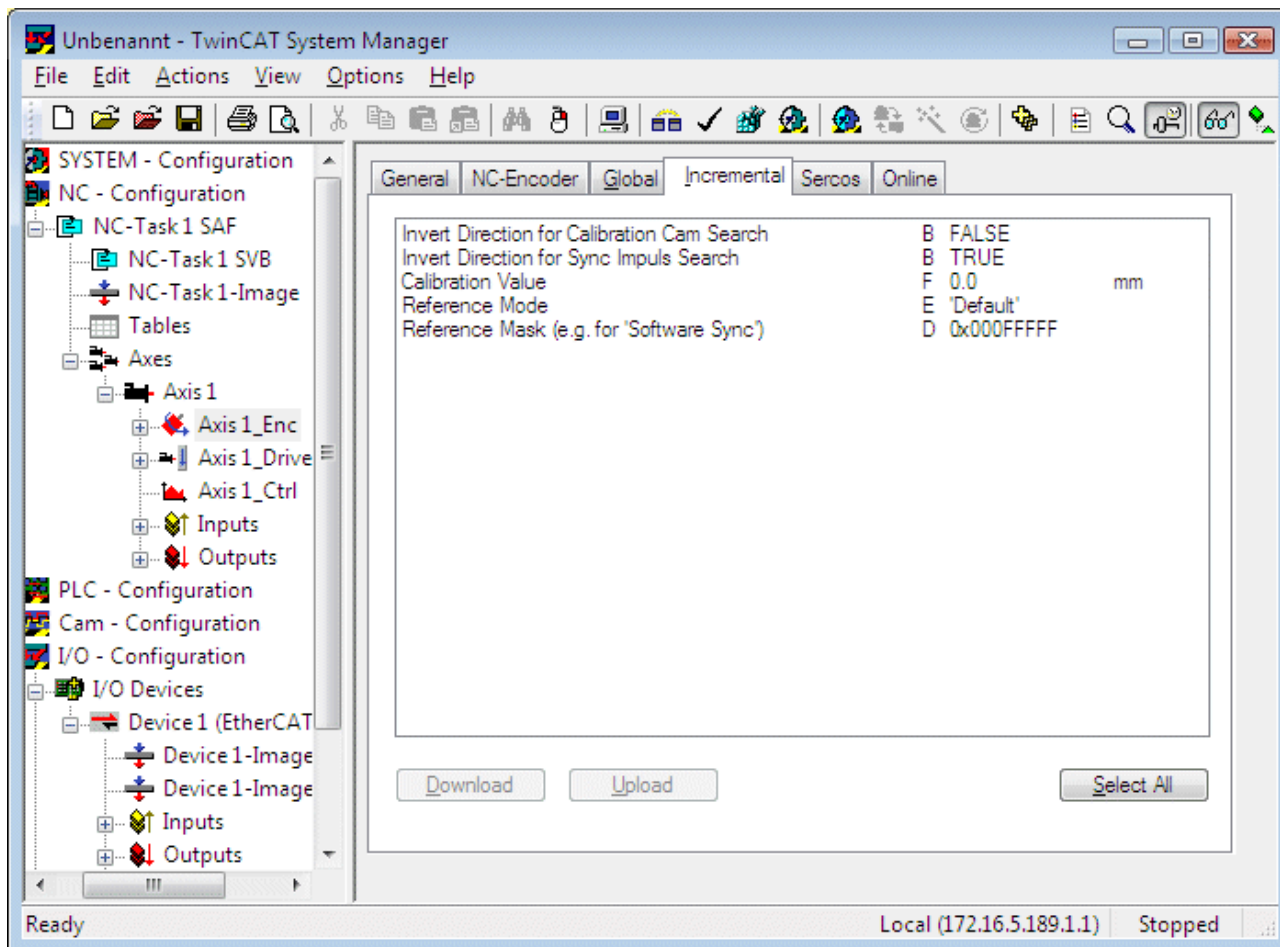 Unbenannt - TwinCAT System Manager
File Edit Actions View Options Help
SYSTEM - Configuration
NC - Configuration
NC-Task 1 SAF
NC-Task 1 SVB
NC-Task 1-Image
Tables
Axes
Axis 1
Axis 1_Enc
Axis 1_Drive
Axis 1_Ctrl
Inputs
Outputs
PLC - Configuration
Cam - Configuration
I/O - Configuration
I/O Devices
Device 1 (EtherCAT
Device 1-Image
Device 1-Image
Inputs
Outputs
General NC-Encoder Global Incremental Sercos Online
Invert Direction for Calibration Cam Search B FALSE
Invert Direction for Sync Impuls Search B TRUE
Calibration Value F 0.0 mm
Reference Mode E 'Default'
Reference Mask (e.g. for 'Software Sync') D 0x000FFFFF
Download Upload Select All
Ready Local (172.16.5.189.1.1) Stopped